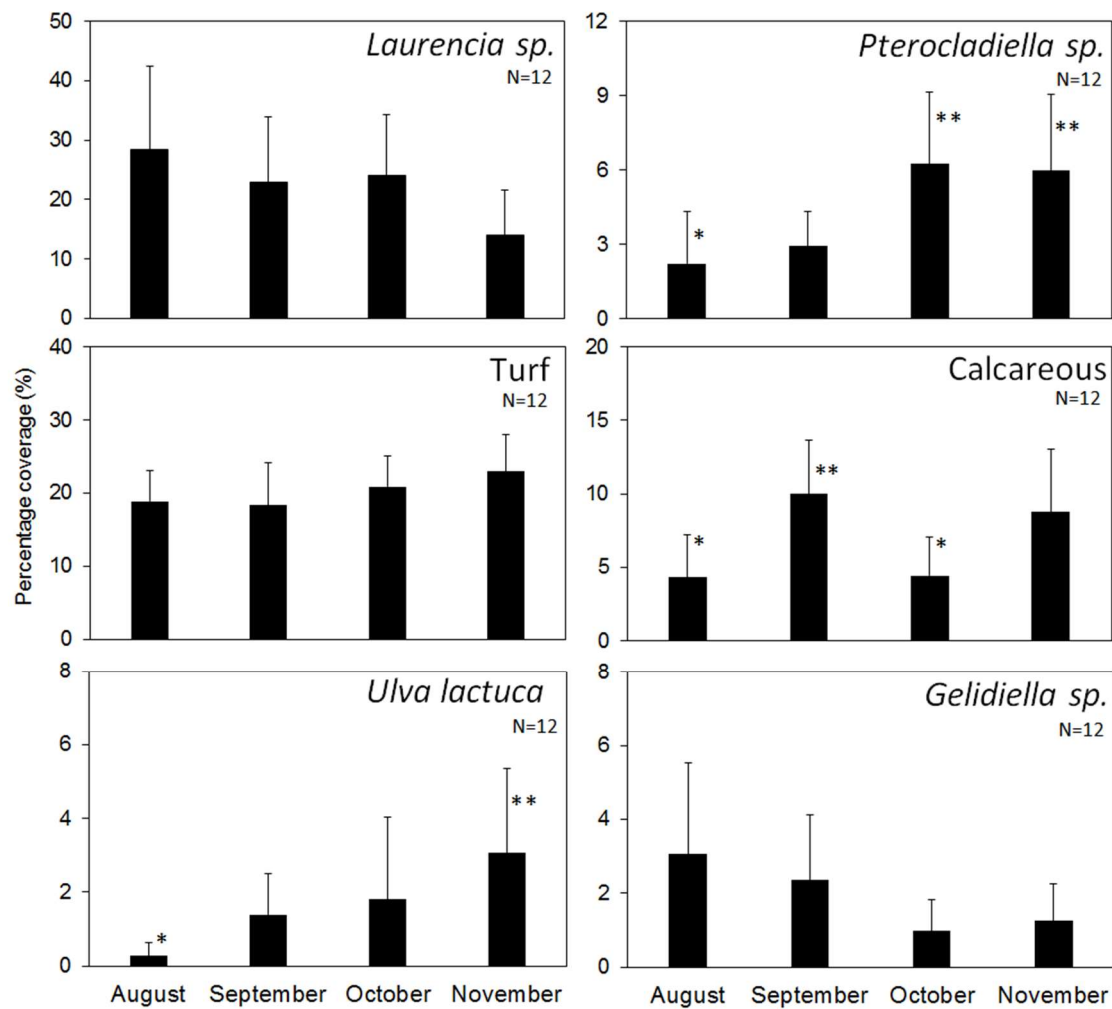 Percentage coverage (%)
50
40
30
20
10
0
Laurencia sp.
N=12
12
9
6
3
0
Pterocladiella sp.
N=12
*
**
**
40
30
20
10
0
Turf
N=12
20
15
10
5
0
Calcareous
N=12
*
**
*
8
6
4
2
0
Ulva lactuca
N=12
*
**
August September October November
8
6
4
2
0
Gelidiella sp.
N=12
August September October November